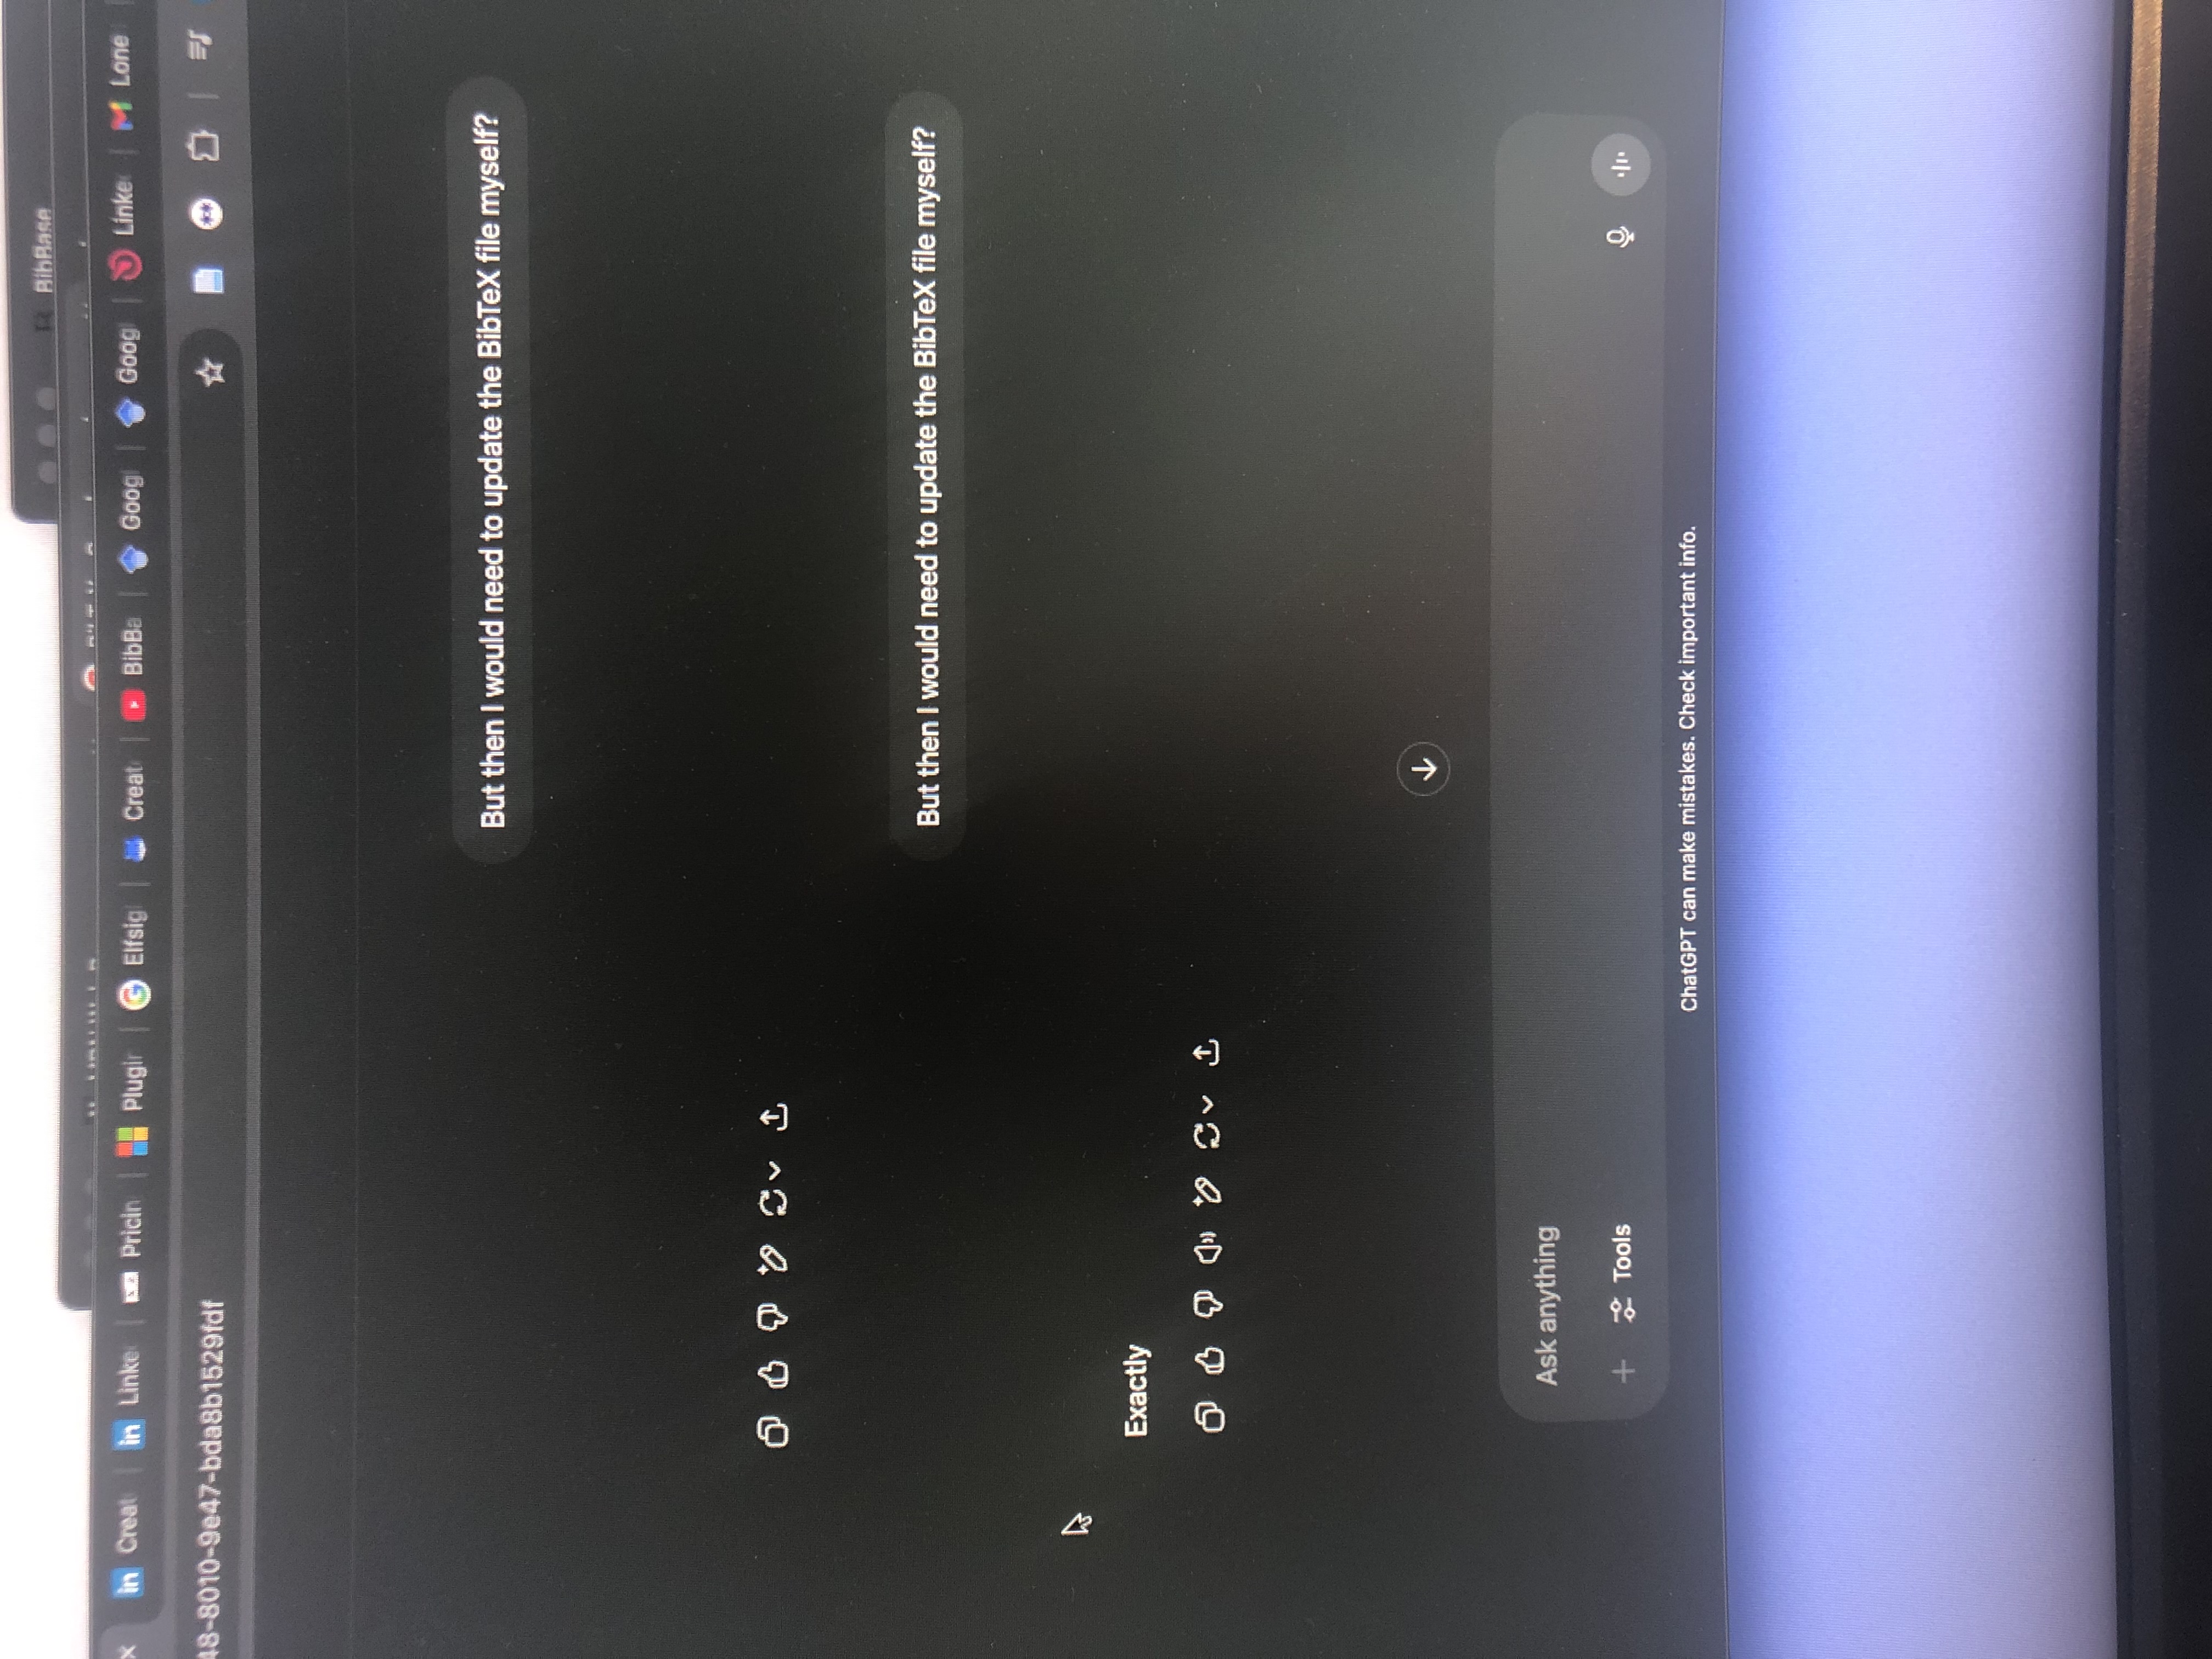 BibBase
Creat
Linke
Pricin
Plugir
Elfsig
Creat
BibBa
Goog
Goog
Linke
Lone
48-8010-9e47-bda8b1529fdf
But then I would need to update the BibTeX file myself?
But then I would need to update the BibTeX file myself?
Exactly
Ask anything
Tools
ChatGPT can make mistakes. Check important info.